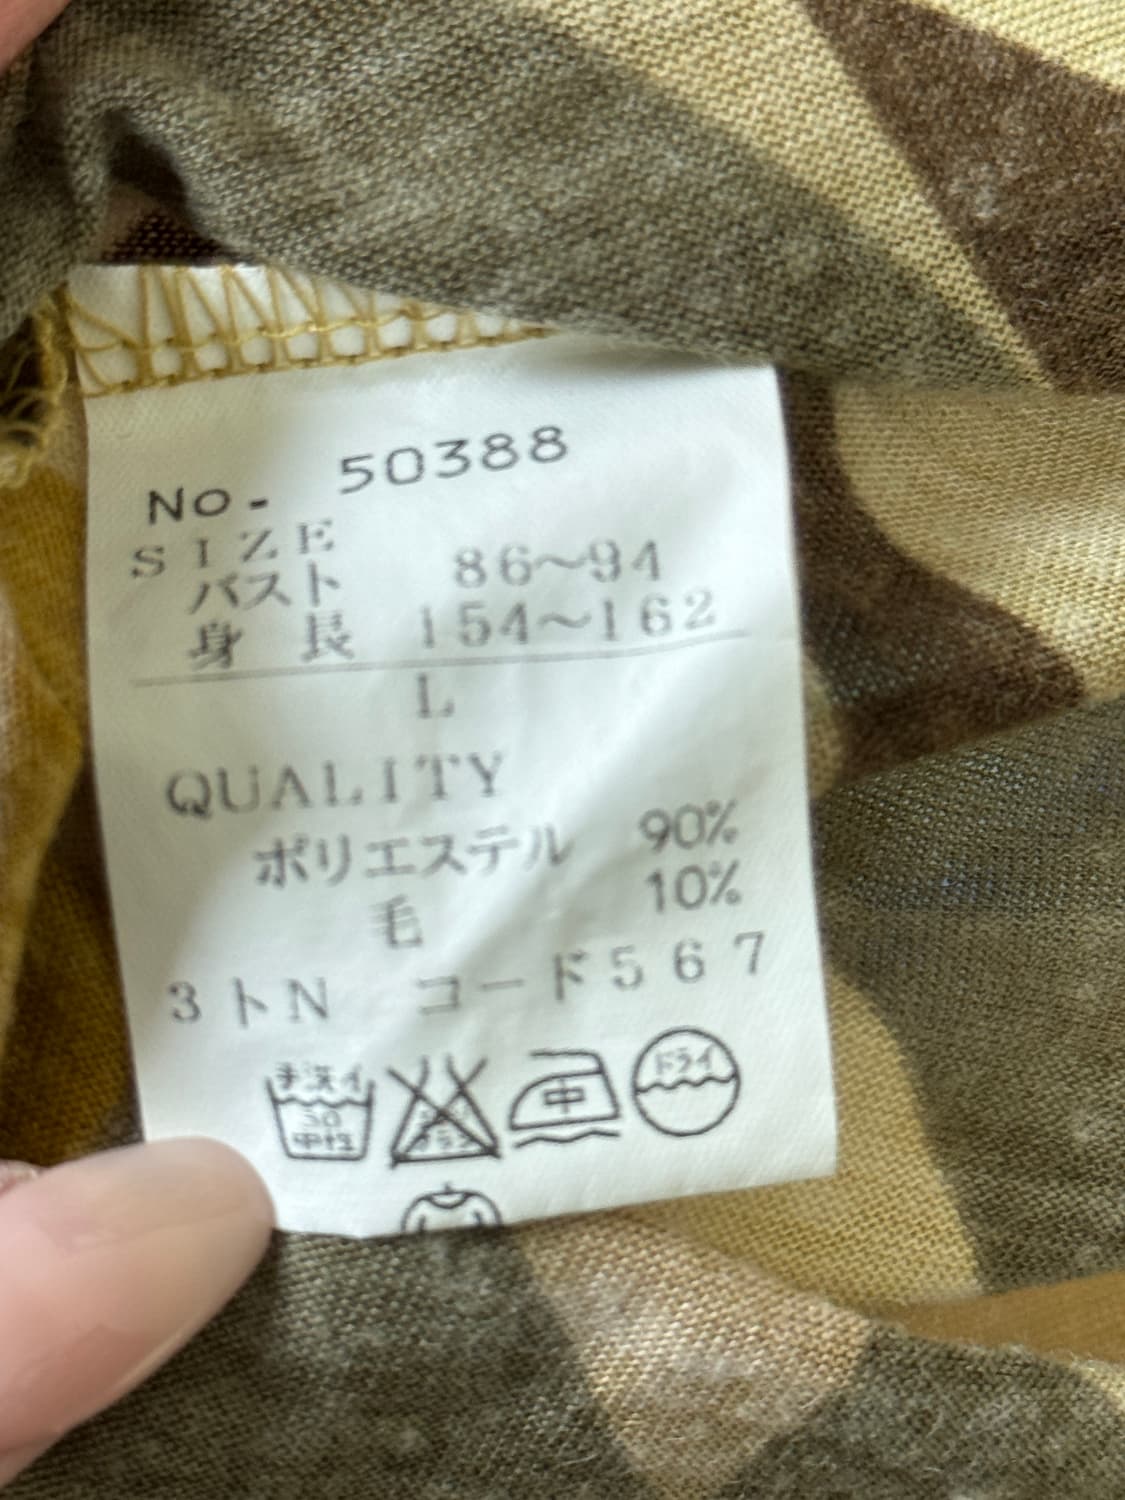 No. 50388
SIZE
バスト 86〜94
身長 154〜162
L
QUALITY
ポリエステル 90%
毛 10%
3トN コード567
手洗イ
30
中性
中
ドライ